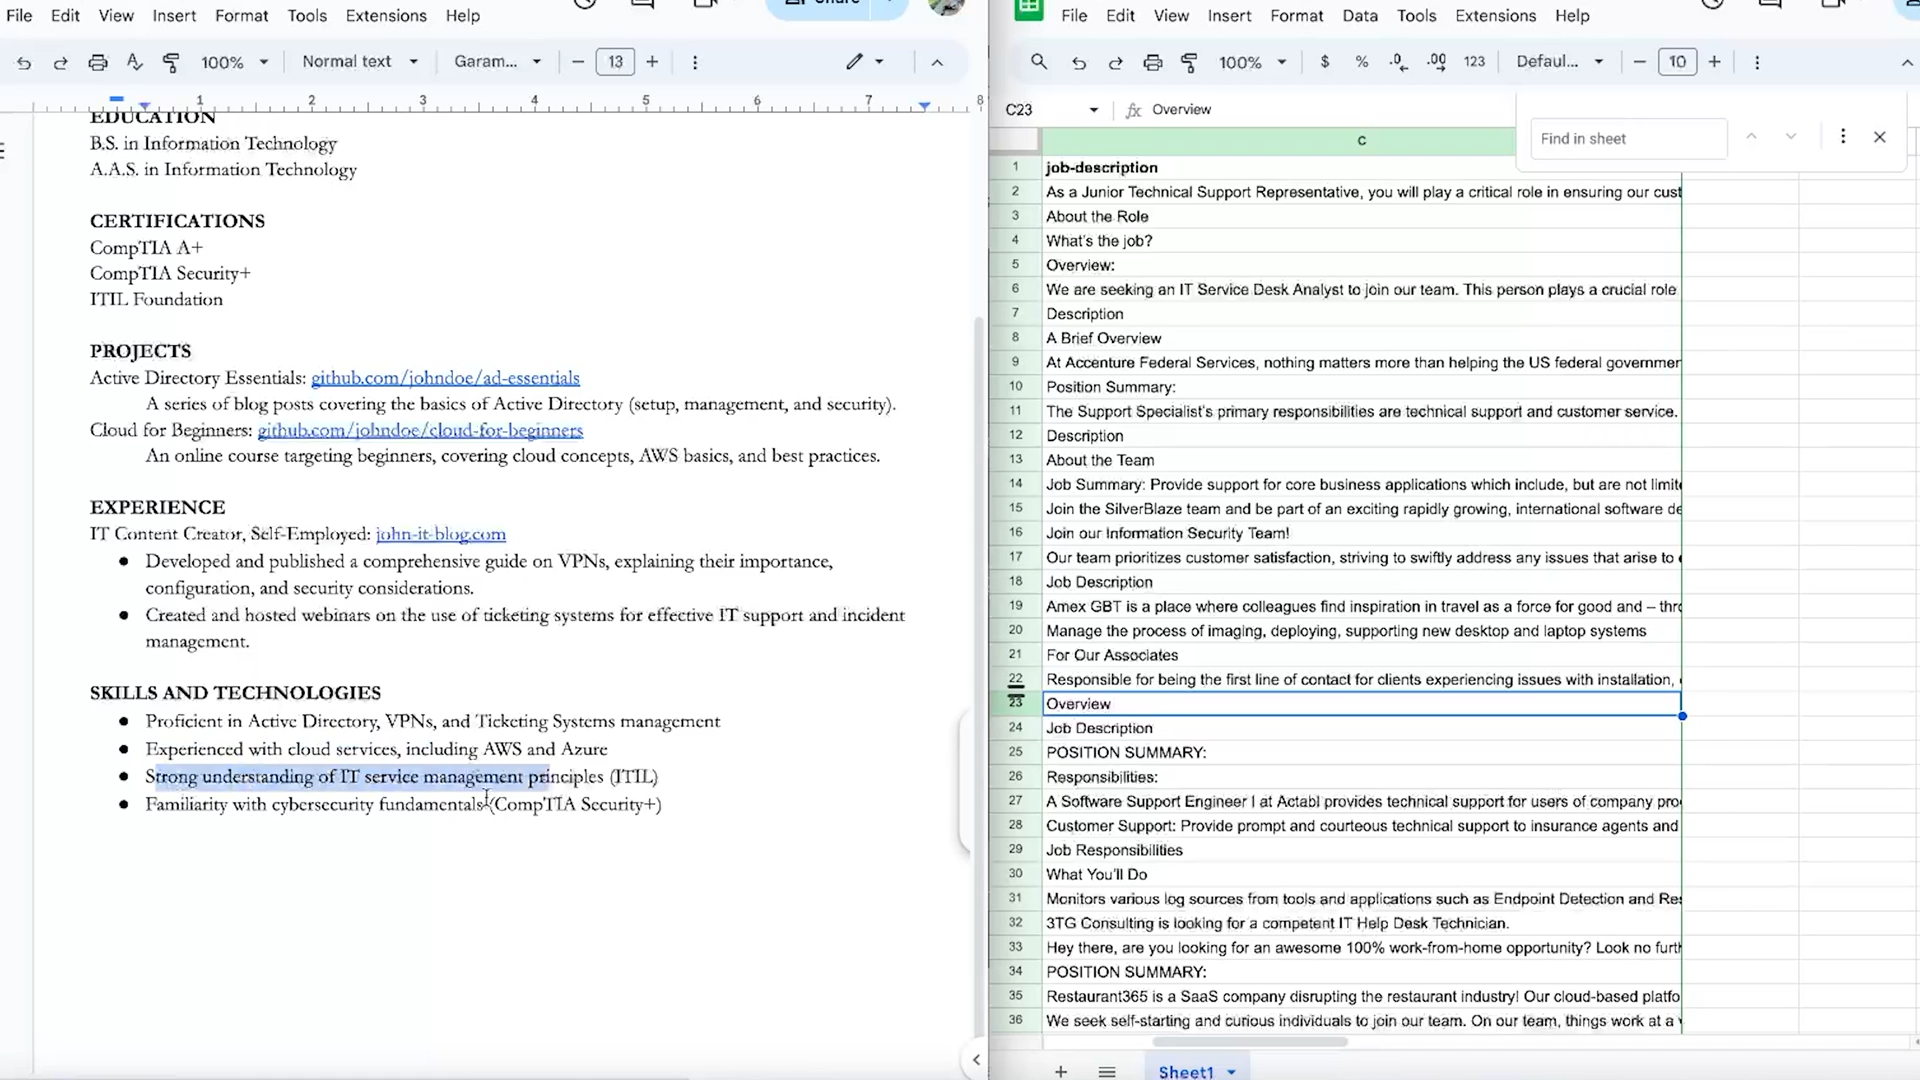 File Edit View Insert Format Tools Extensions Help
Share
100% Normal text Garam... 13
1 2 3 4 5 6 7 8
EDUCATION
B.S. in Information Technology
A.A.S. in Information Technology
CERTIFICATIONS
CompTIA A+
CompTIA Security+
ITIL Foundation
PROJECTS
Active Directory Essentials: github.com/johndoe/ad-essentials
A series of blog posts covering the basics of Active Directory (setup, management, and security).
Cloud for Beginners: github.com/johndoe/cloud-for-beginners
An online course targeting beginners, covering cloud concepts, AWS basics, and best practices.
EXPERIENCE
IT Content Creator, Self-Employed: john-it-blog.com
● Developed and published a comprehensive guide on VPNs, explaining their importance,
configuration, and security considerations.
● Created and hosted webinars on the use of ticketing systems for effective IT support and incident
management.
SKILLS AND TECHNOLOGIES
● Proficient in Active Directory, VPNs, and Ticketing Systems management
● Experienced with cloud services, including AWS and Azure
● Strong understanding of IT service management principles (ITIL)
● Familiarity with cybersecurity fundamentals (CompTIA Security+)
File Edit View Insert Format Data Tools Extensions Help
100% $ % .0 .00 123 Defaul... 10
C23 fx Overview
Find in sheet
C
1 job-description
2 As a Junior Technical Support Representative, you will play a critical role in ensuring our cust
3 About the Role
4 What's the job?
5 Overview:
6 We are seeking an IT Service Desk Analyst to join our team. This person plays a crucial role
7 Description
8 A Brief Overview
9 At Accenture Federal Services, nothing matters more than helping the US federal governmer
10 Position Summary:
11 The Support Specialist's primary responsibilities are technical support and customer service.
12 Description
13 About the Team
14 Job Summary: Provide support for core business applications which include, but are not limite
15 Join the SilverBlaze team and be part of an exciting rapidly growing, international software de
16 Join our Information Security Team!
17 Our team prioritizes customer satisfaction, striving to swiftly address any issues that arise to
18 Job Description
19 Amex GBT is a place where colleagues find inspiration in travel as a force for good and – thro
20 Manage the process of imaging, deploying, supporting new desktop and laptop systems
21 For Our Associates
22 Responsible for being the first line of contact for clients experiencing issues with installation,
23 Overview
24 Job Description
25 POSITION SUMMARY:
26 Responsibilities:
27 A Software Support Engineer I at Actabl provides technical support for users of company pro
28 Customer Support: Provide prompt and courteous technical support to insurance agents and
29 Job Responsibilities
30 What You'll Do
31 Monitors various log sources from tools and applications such as Endpoint Detection and Res
32 3TG Consulting is looking for a competent IT Help Desk Technician.
33 Hey there, are you looking for an awesome 100% work-from-home opportunity? Look no furth
34 POSITION SUMMARY:
35 Restaurant365 is a SaaS company disrupting the restaurant industry! Our cloud-based platfo
36 We seek self-starting and curious individuals to join our team. On our team, things work at a
Sheet1